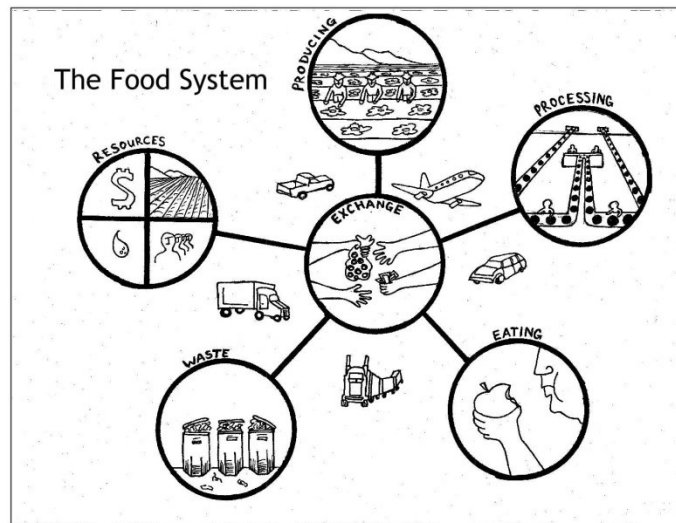 The Food System
PRODUCING
PROCESSING
RESOURCES
$
EXCHANGE
EATING
WASTE